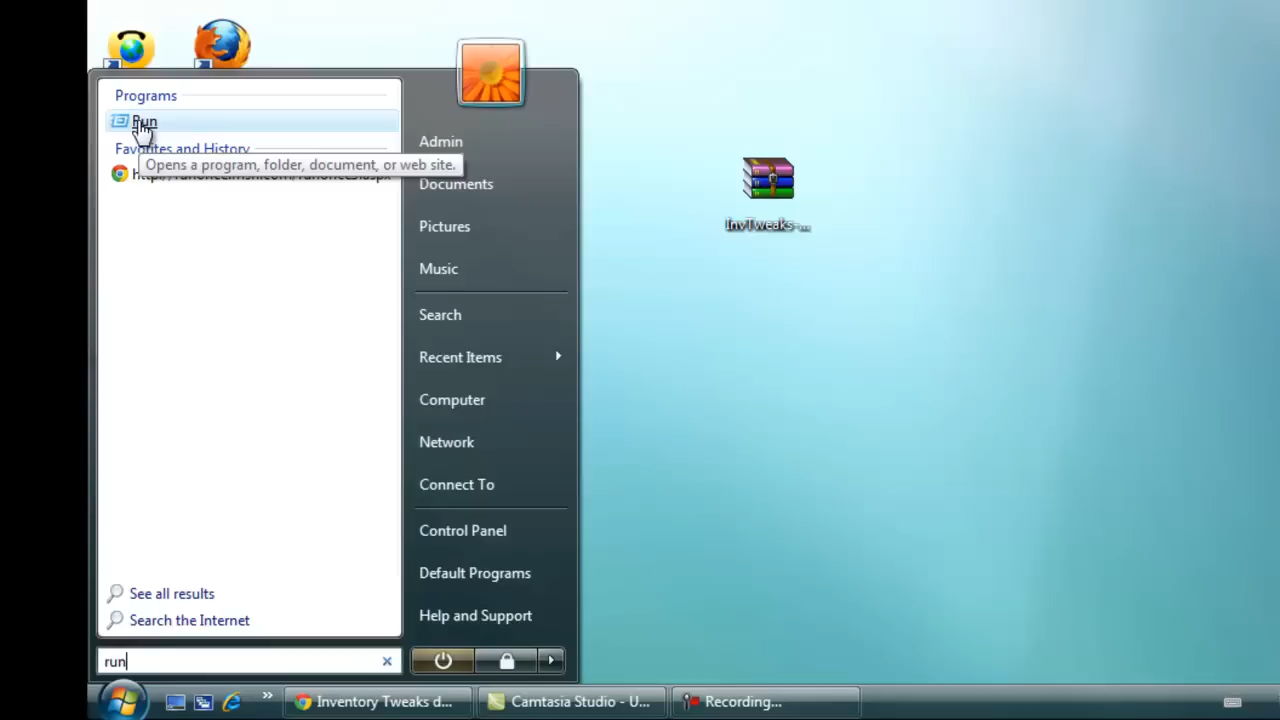 Programs
Run
Favorites and History
Opens a program, folder, document, or web site.
Admin
Documents
Pictures
Music
Search
Recent Items
Computer
Network
Connect To
Control Panel
Default Programs
Help and Support
See all results
Search the Internet
run
InvTweaks-...
Inventory Tweaks d...
Camtasia Studio - U...
Recording...